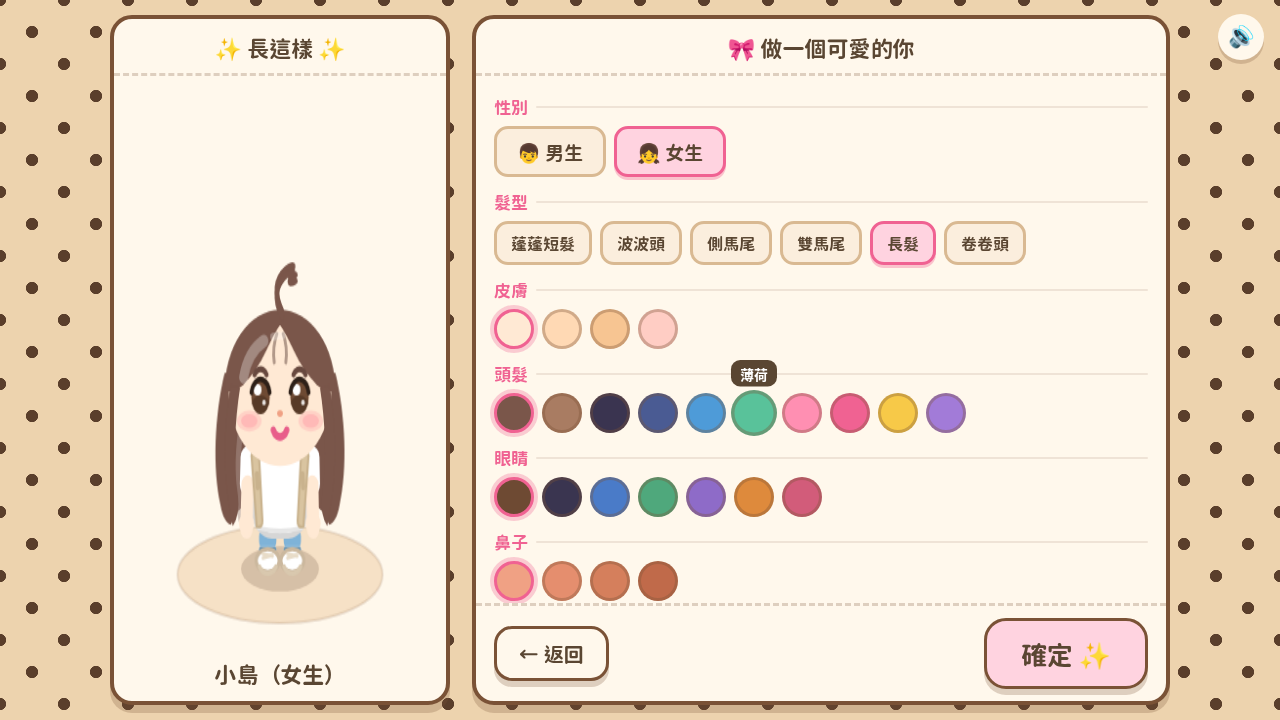 ✨ 長這樣 ✨
小島（女生）
🎀 做一個可愛的你
性別
👦 男生
👧 女生
髮型
蓬蓬短髮
波波頭
側馬尾
雙馬尾
長髮
卷卷頭
皮膚
頭髮
薄荷
眼睛
鼻子
← 返回
確定 ✨